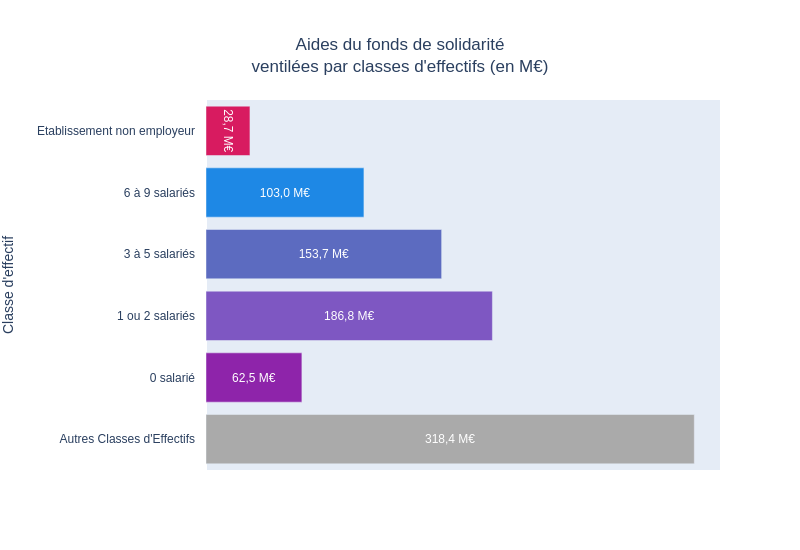 Aides du fonds de solidarité
ventilées par classes d'effectifs (en M€)
Classe d'effectif
Etablissement non employeur
28,7 M€
6 à 9 salariés
103,0 M€
3 à 5 salariés
153,7 M€
1 ou 2 salariés
186,8 M€
0 salarié
62,5 M€
Autres Classes d'Effectifs
318,4 M€